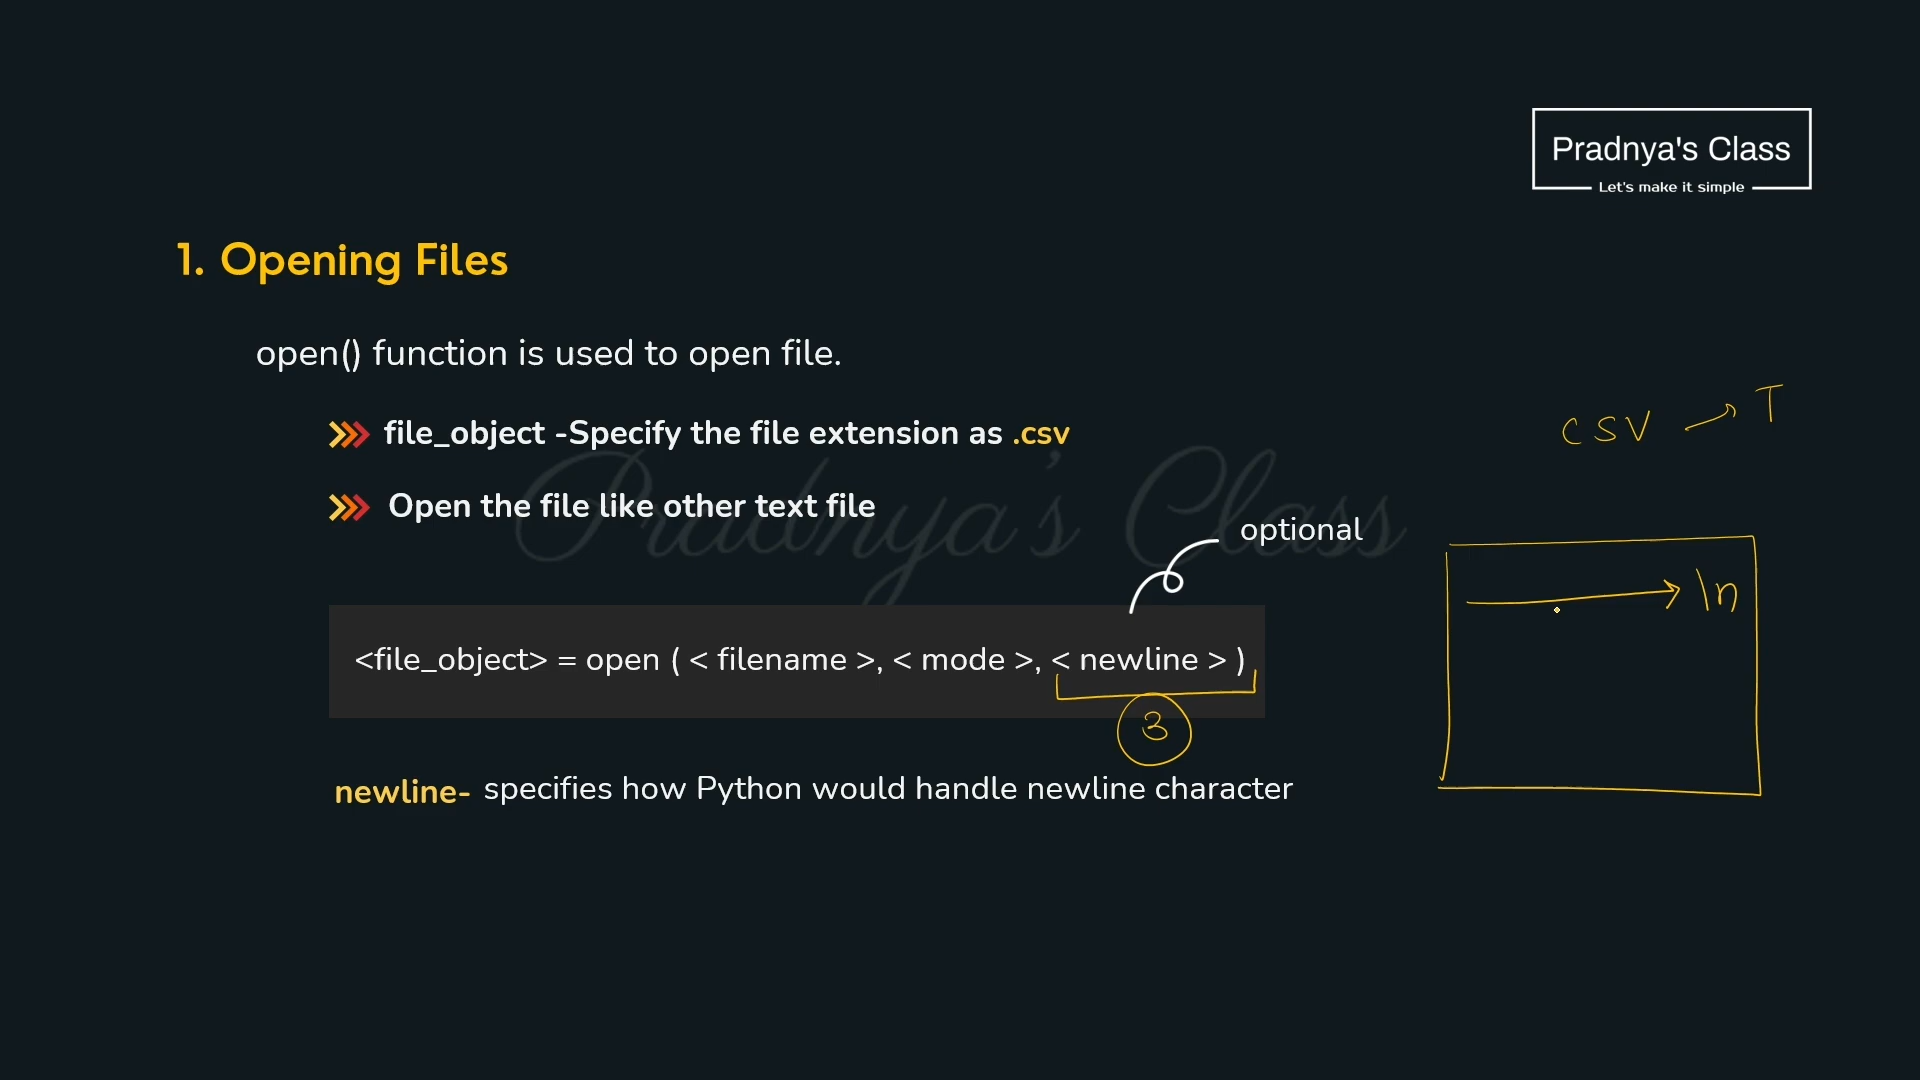 Pradnya's Class
Let's make it simple
1. Opening Files
open() function is used to open file.
file_object -Specify the file extension as .csv
CSV → T
Open the file like other text file
Pradnya's Class
optional
\n
<file_object> = open ( < filename >, < mode >, < newline > )
3
newline- specifies how Python would handle newline character